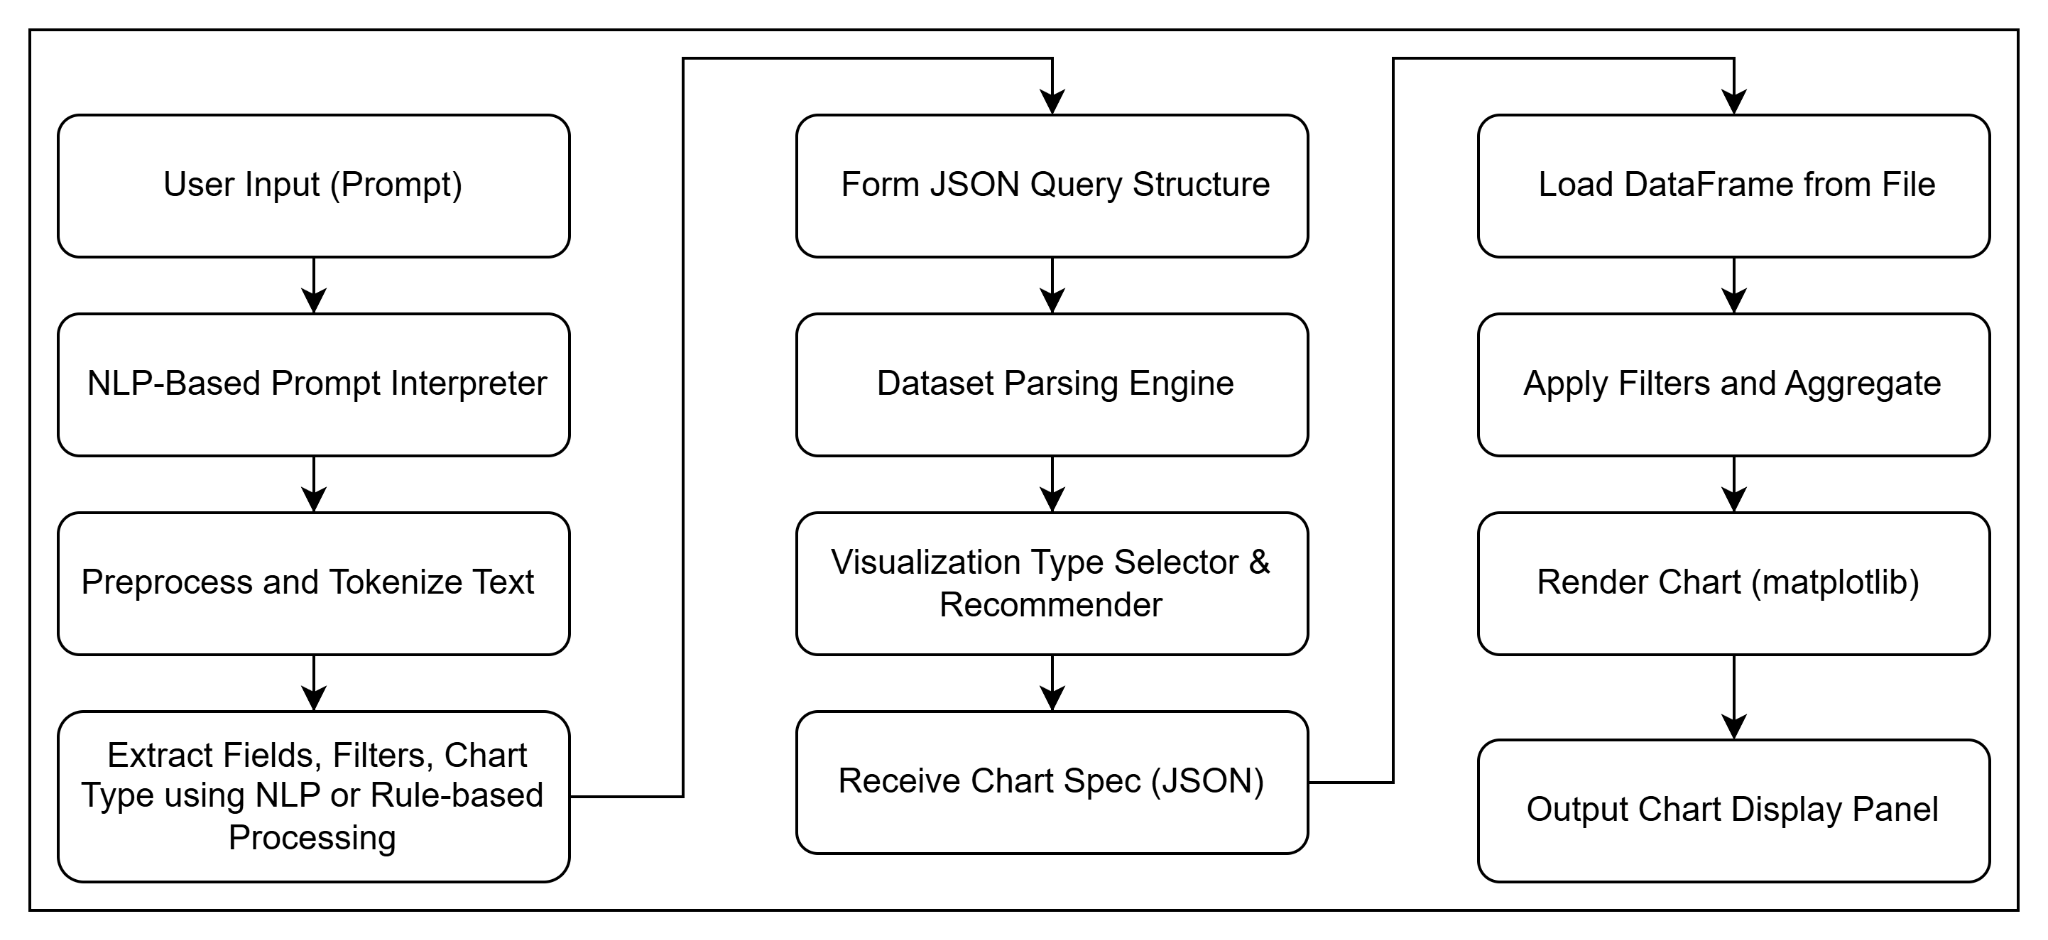 User Input (Prompt)
NLP-Based Prompt Interpreter
Preprocess and Tokenize Text
Extract Fields, Filters, Chart
Type using NLP or Rule-based
Processing
Form JSON Query Structure
Dataset Parsing Engine
Visualization Type Selector &
Recommender
Receive Chart Spec (JSON)
Load DataFrame from File
Apply Filters and Aggregate
Render Chart (matplotlib)
Output Chart Display Panel